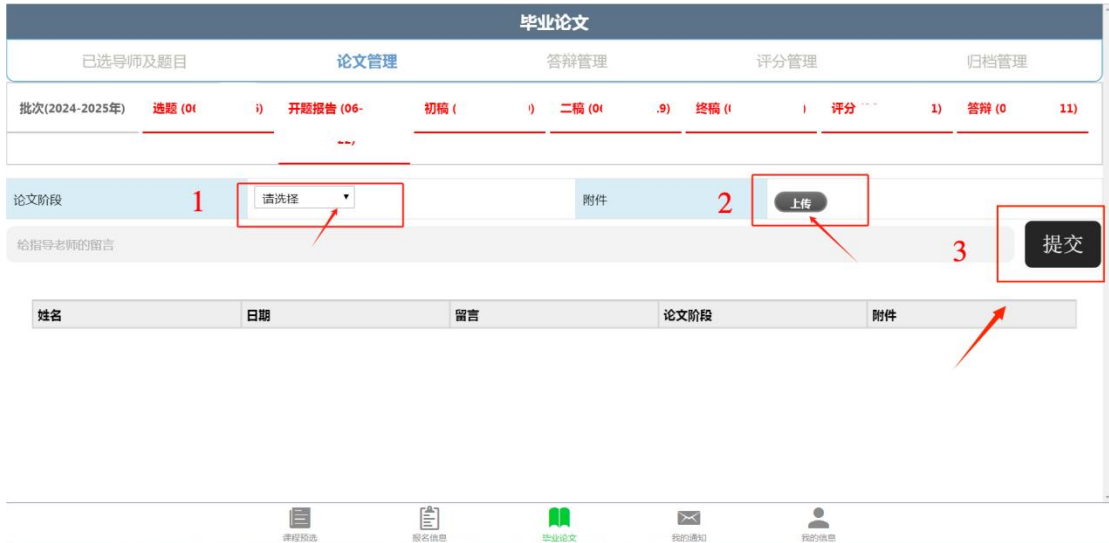 毕业论文
已选导师及题目 论文管理 答辩管理 评分管理 归档管理
批次(2024-2025年) 选题 (0 ) 开题报告 (06- 初稿 ( ) 二稿 (0 .9) 终稿 ( ) 评分 1) 答辩 (0 11)
论文阶段 1 请选择 附件 2 上传
给指导老师的留言 3 提交
姓名 日期 留言 论文阶段 附件
课程预选 报名信息 毕业论文 我的通知 我的信息